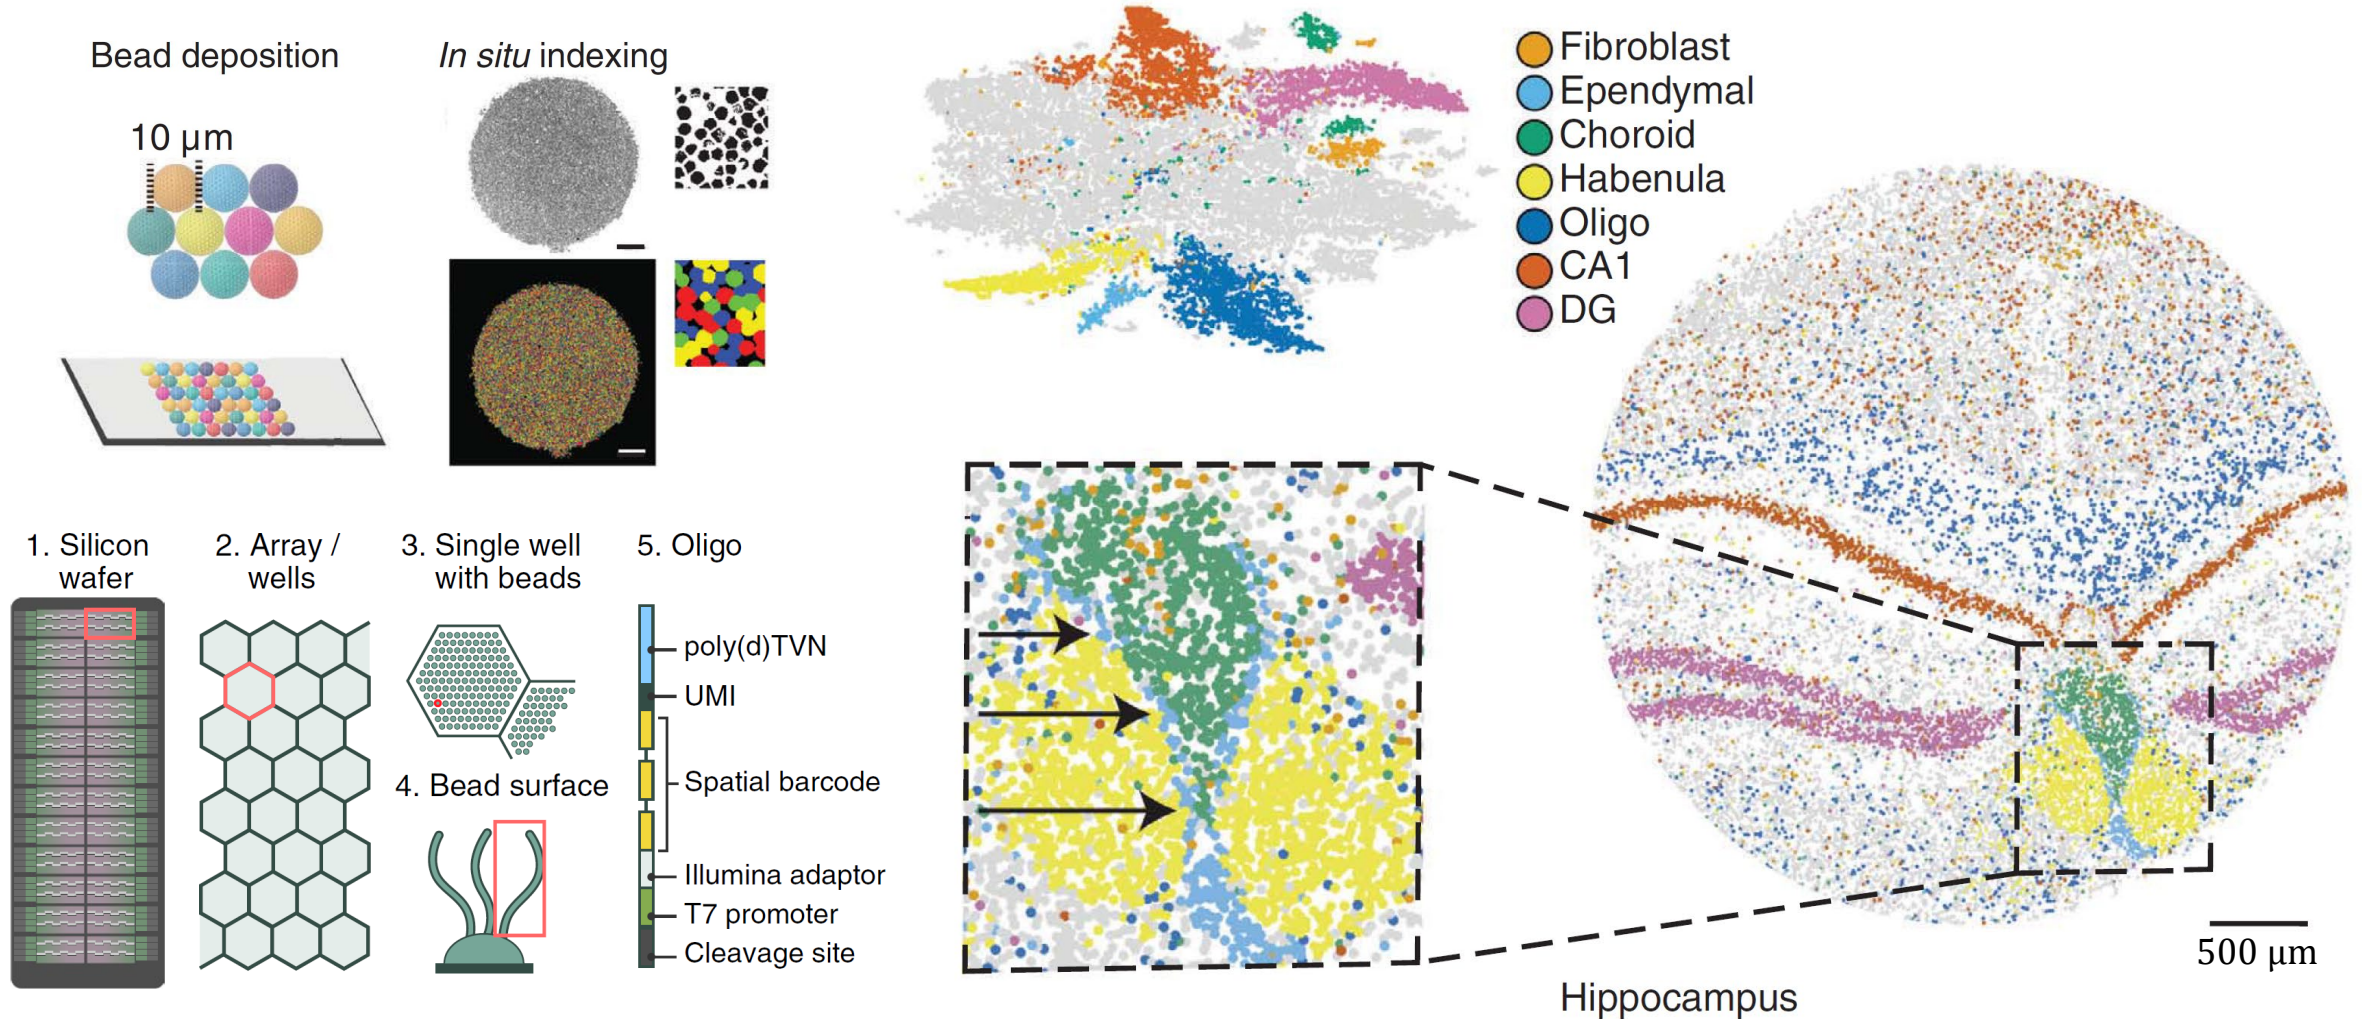 Bead deposition
10 µm
In situ indexing
1. Silicon
wafer
2. Array /
wells
3. Single well
with beads
4. Bead surface
5. Oligo
poly(d)TVN
UMI
Spatial barcode
Illumina adaptor
T7 promoter
Cleavage site
Fibroblast
Ependymal
Choroid
Habenula
Oligo
CA1
DG
500 µm
Hippocampus